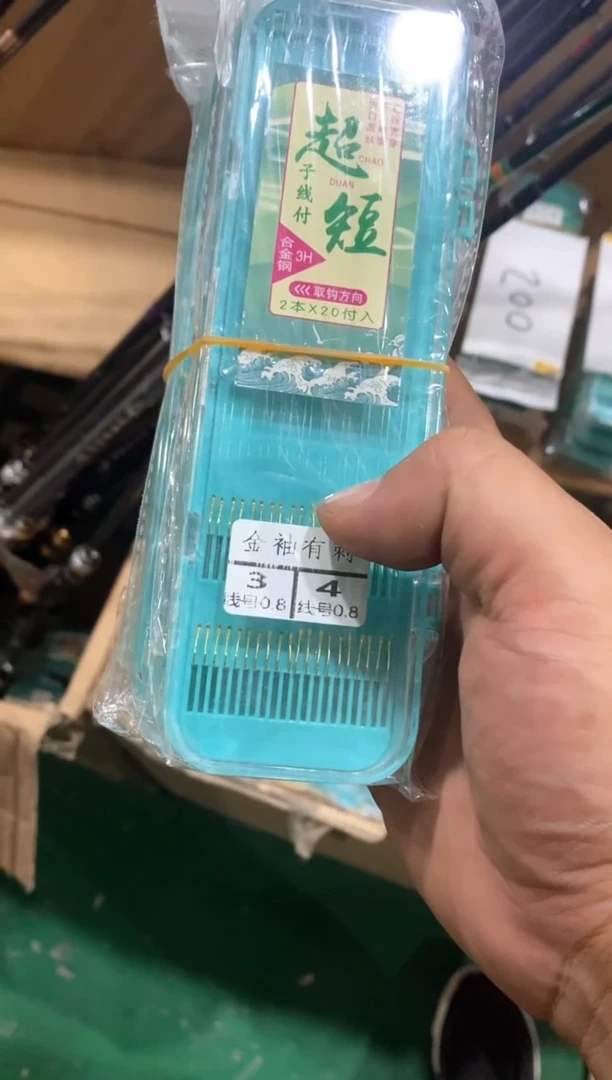 超
CHAO
DUAN
短
子线付
合金钢
3H
<<< 取钩方向
2本X20付入
金袖有刺
3 4
线号0.8 线号0.8
200